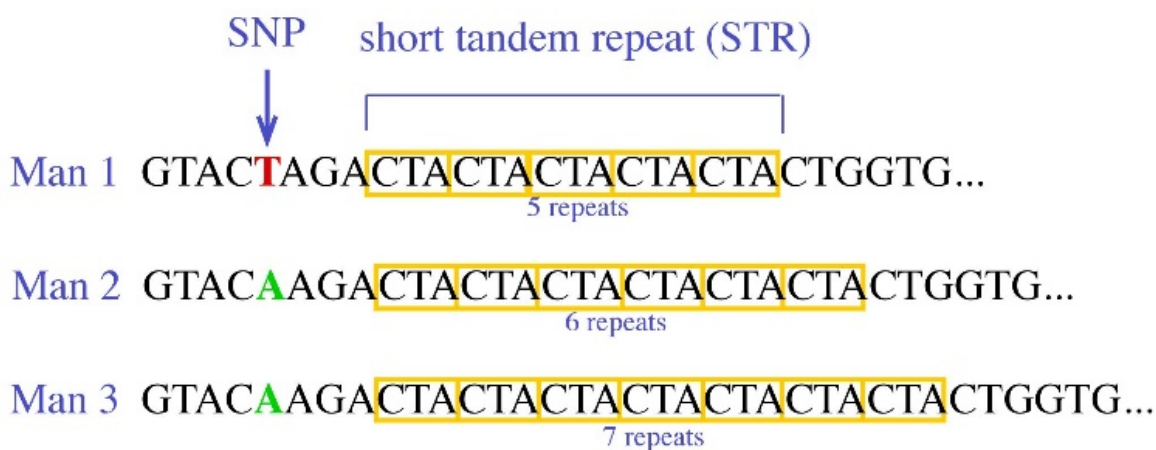 SNP short tandem repeat (STR)
Man 1 GTACTAGACTACTACTACTACTACTGGTG...
5 repeats
Man 2 GTACAAGACTACTACTACTACTACTACTGGTG...
6 repeats
Man 3 GTACAAGACTACTACTACTACTACTACTACTGGTG...
7 repeats